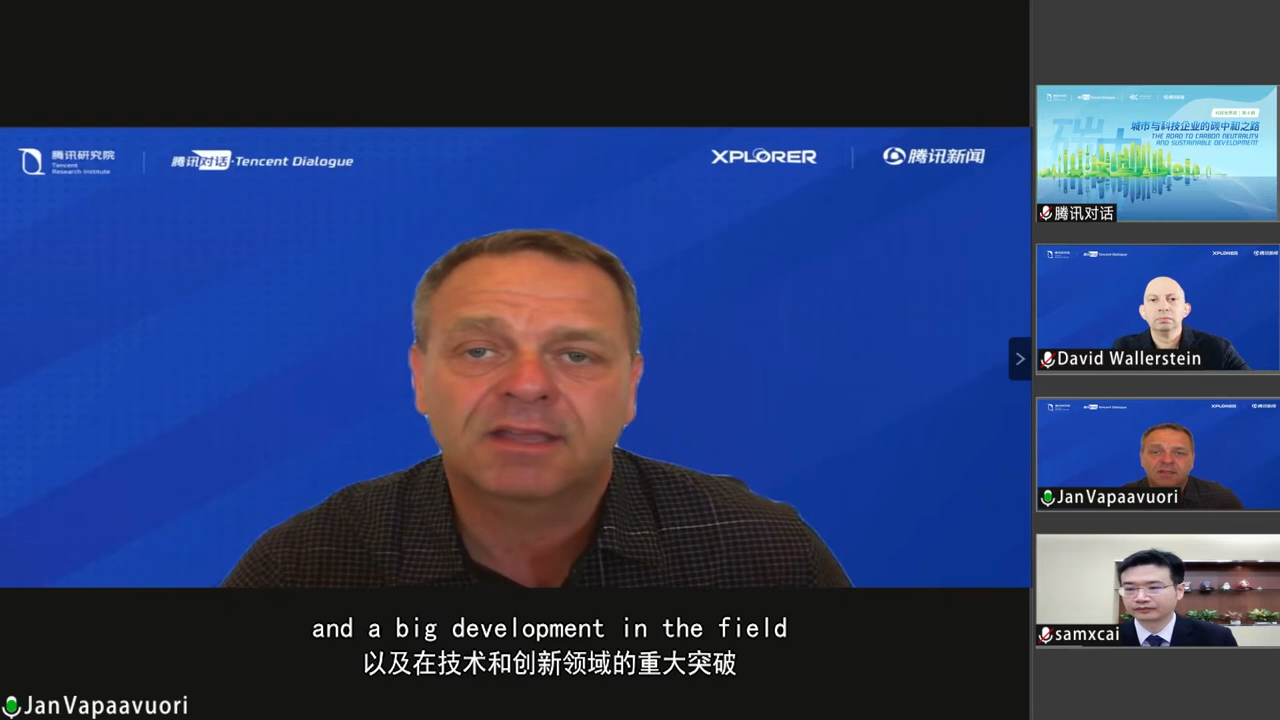 腾讯研究院
Tencent
Research Institute
腾讯对话·Tencent Dialogue
XPLORER
腾讯新闻
城市与科技企业的碳中和之路
THE ROAD TO CARBON NEUTRALITY
AND SUSTAINABLE DEVELOPMENT
腾讯对话
XPLORER
David Wallerstein
XPLORER
JanVapaavuori
samxcai
and a big development in the field
以及在技术和创新领域的重大突破
JanVapaavuori